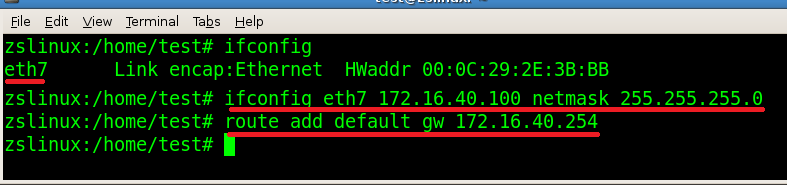 File Edit View Terminal Tabs Help
zslinux:/home/test# ifconfig
eth7 Link encap:Ethernet HWaddr 00:0C:29:2E:3B:BB
zslinux:/home/test# ifconfig eth7 172.16.40.100 netmask 255.255.255.0
zslinux:/home/test# route add default gw 172.16.40.254
zslinux:/home/test#